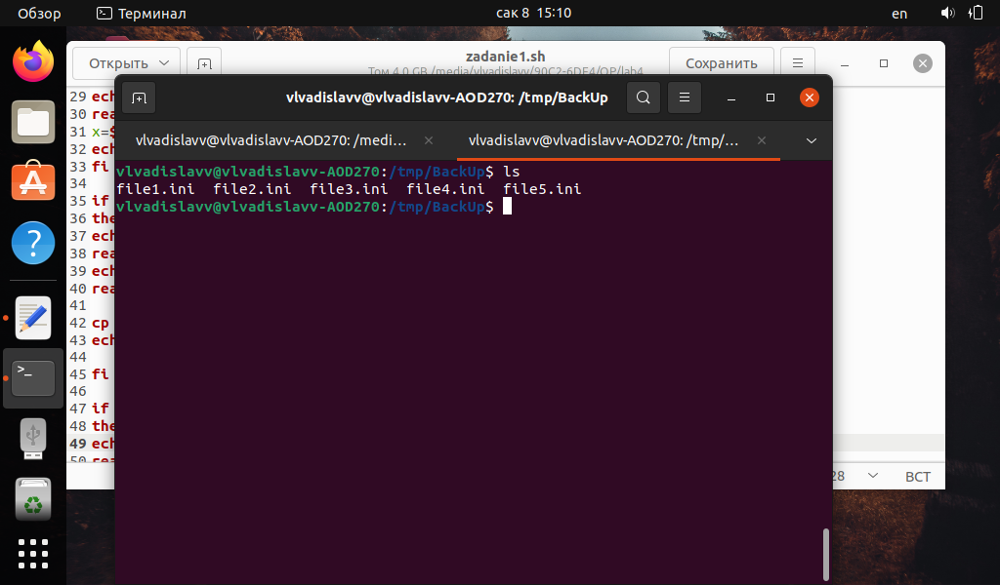 Обзор
Терминал
сак 8 15:10
en
Открыть
zadanie1.sh
Том 4,0 GB /media/vlvadislavv/90C2-6DF4/OP/lab4
Сохранить
vlvadislavv@vlvadislavv-AOD270: /tmp/BackUp
vlvadislavv@vlvadislavv-AOD270: /medi...
vlvadislavv@vlvadislavv-AOD270: /tmp/...
vlvadislavv@vlvadislavv-AOD270:/tmp/BackUp$ ls
file1.ini file2.ini file3.ini file4.ini file5.ini
vlvadislavv@vlvadislavv-AOD270:/tmp/BackUp$
29 ech
30 rea
31 x=$
32 ech
33 fi
34
35 if
36 the
37 ech
38 rea
39 ech
40 rea
41
42 cp
43 ech
44
45 fi
46
47 if
48 the
49 ech
50 rea
28
ВСТ